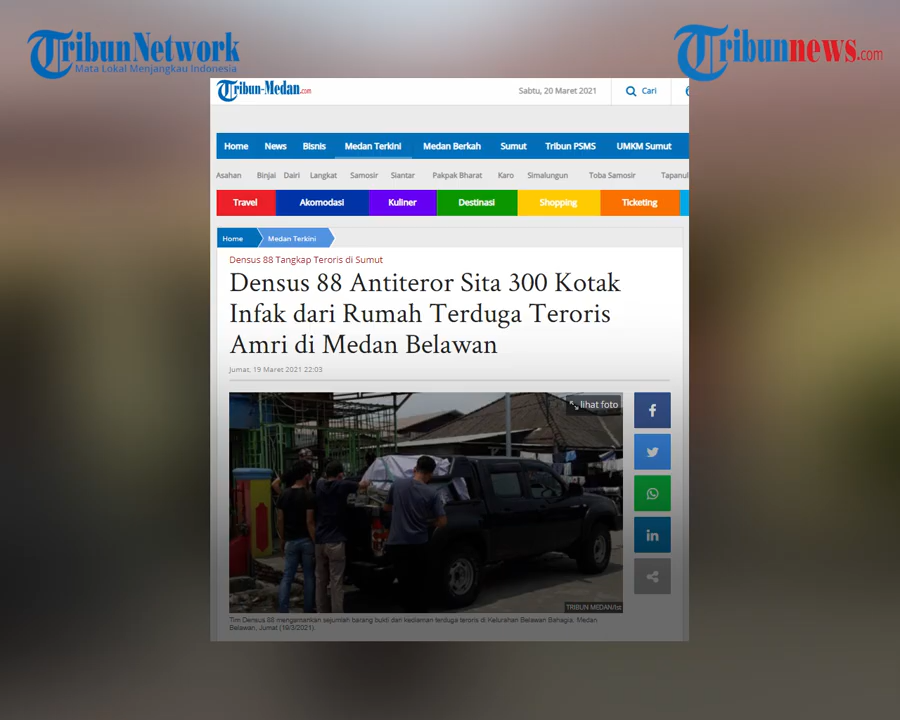 Tribun Network
Mata Lokal Menjangkau Indonesia
Tribunnews.com
Tribun-Medan.com
Sabtu, 20 Maret 2021
Cari
Home News Bisnis Medan Terkini Medan Berkah Sumut Tribun PSMS UMKM Sumut
Asahan Binjai Dairi Langkat Samosir Siantar Pakpak Bharat Karo Simalungun Toba Samosir Tapanul
Travel Akomodasi Kuliner Destinasi Shopping Ticketing
Home Medan Terkini
Densus 88 Tangkap Teroris di Sumut
Densus 88 Antiteror Sita 300 Kotak
Infak dari Rumah Terduga Teroris
Amri di Medan Belawan
Jumat, 19 Maret 2021 22:03
lihat foto
TRIBUN MEDAN/Ist
Tim Densus 88 mengamankan sejumlah barang bukti dari kediaman terduga teroris di Kelurahan Belawan Bahagia, Medan
Belawan, Jumat (19/3/2021).